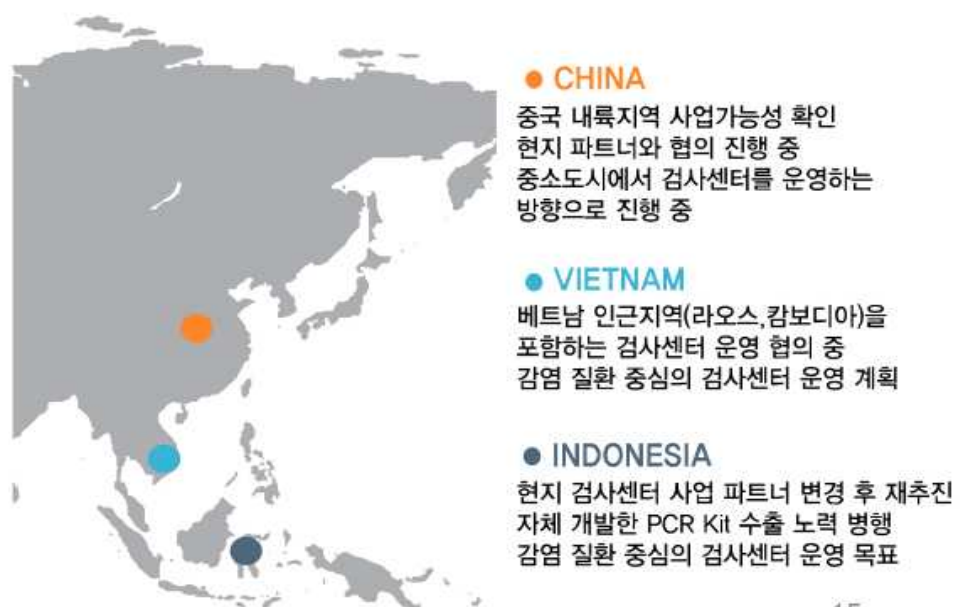 CHINA
중국 내륙지역 사업가능성 확인
현지 파트너와 협의 진행 중
중소도시에서 검사센터를 운영하는
방향으로 진행 중
VIETNAM
베트남 인근지역(라오스,캄보디아)을
포함하는 검사센터 운영 협의 중
감염 질환 중심의 검사센터 운영 계획
INDONESIA
현지 검사센터 사업 파트너 변경 후 재추진
자체 개발한 PCR Kit 수출 노력 병행
감염 질환 중심의 검사센터 운영 목표